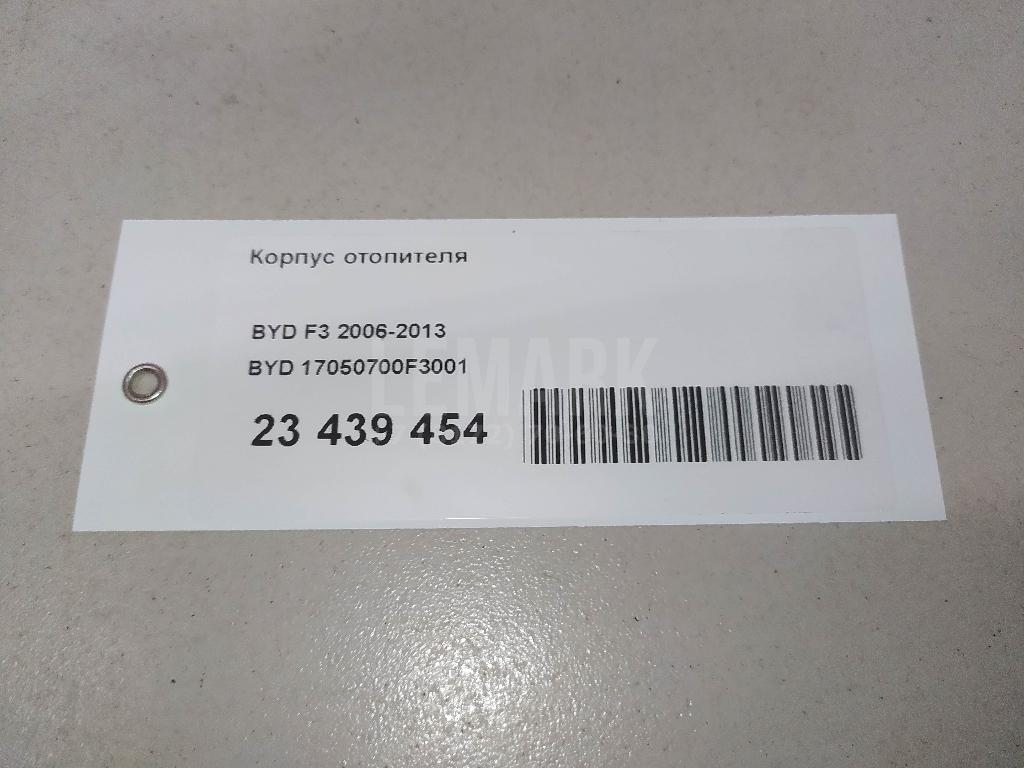 Корпус отопителя
BYD F3 2006-2013
BYD 17050700F3001
LEMARK
23 439 454